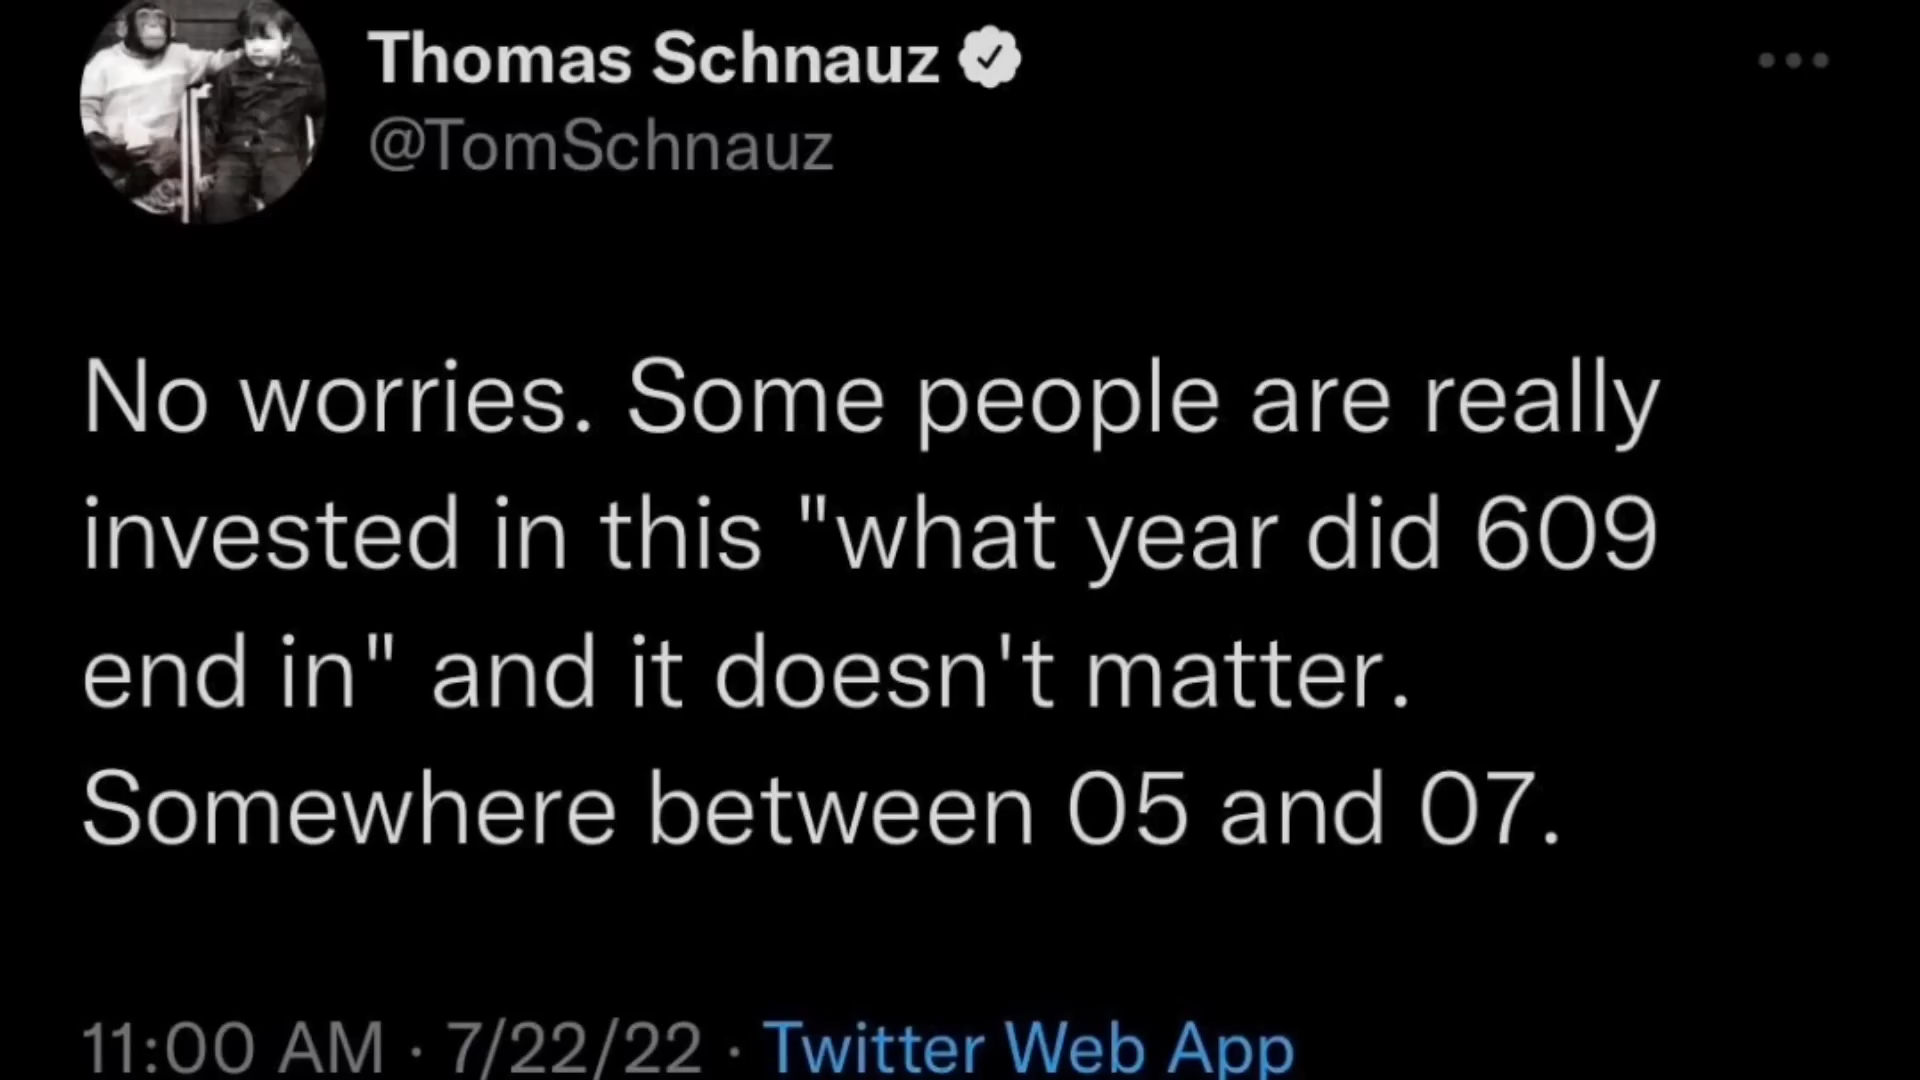 Thomas Schnauz
@TomSchnauz
No worries. Some people are really
invested in this "what year did 609
end in" and it doesn't matter.
Somewhere between 05 and 07.
11:00 AM · 7/22/22 · Twitter Web App